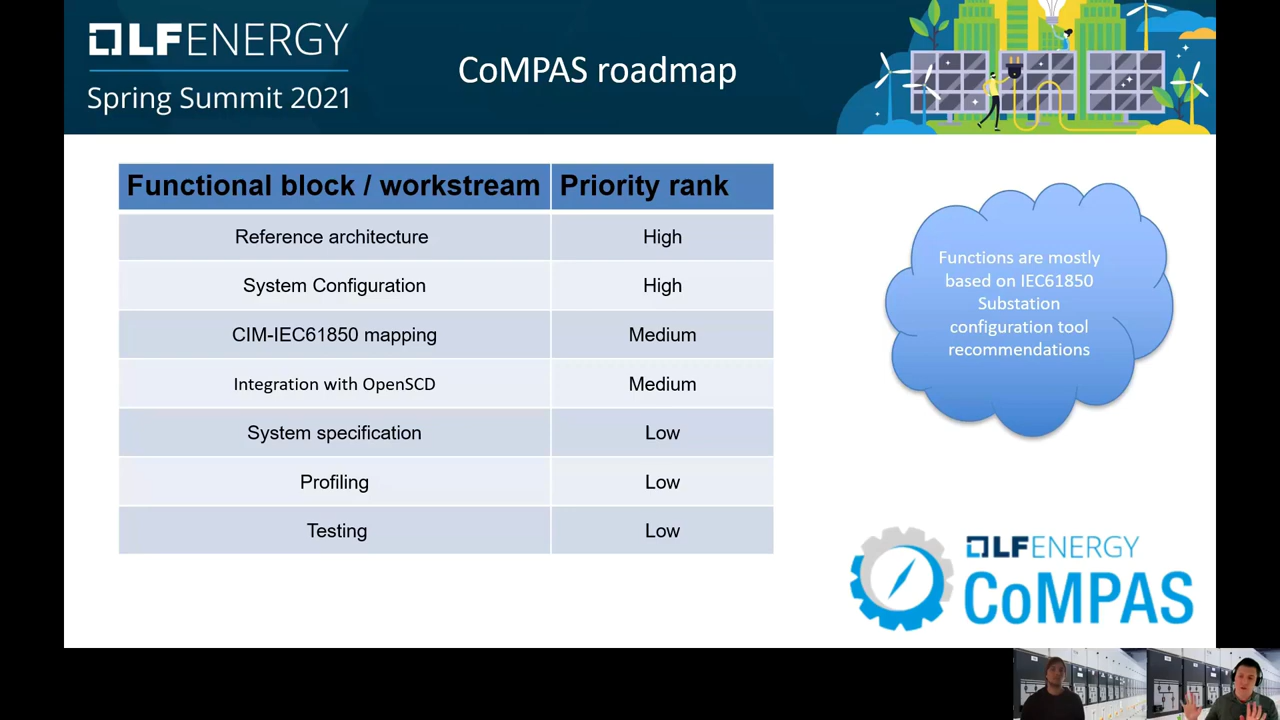 LFENERGY
Spring Summit 2021
CoMPAS roadmap
Functional block / workstream Priority rank
Reference architecture High
System Configuration High
CIM-IEC61850 mapping Medium
Integration with OpenSCD Medium
System specification Low
Profiling Low
Testing Low
Functions are mostly
based on IEC61850
Substation
configuration tool
recommendations
LFENERGY
CoMPAS